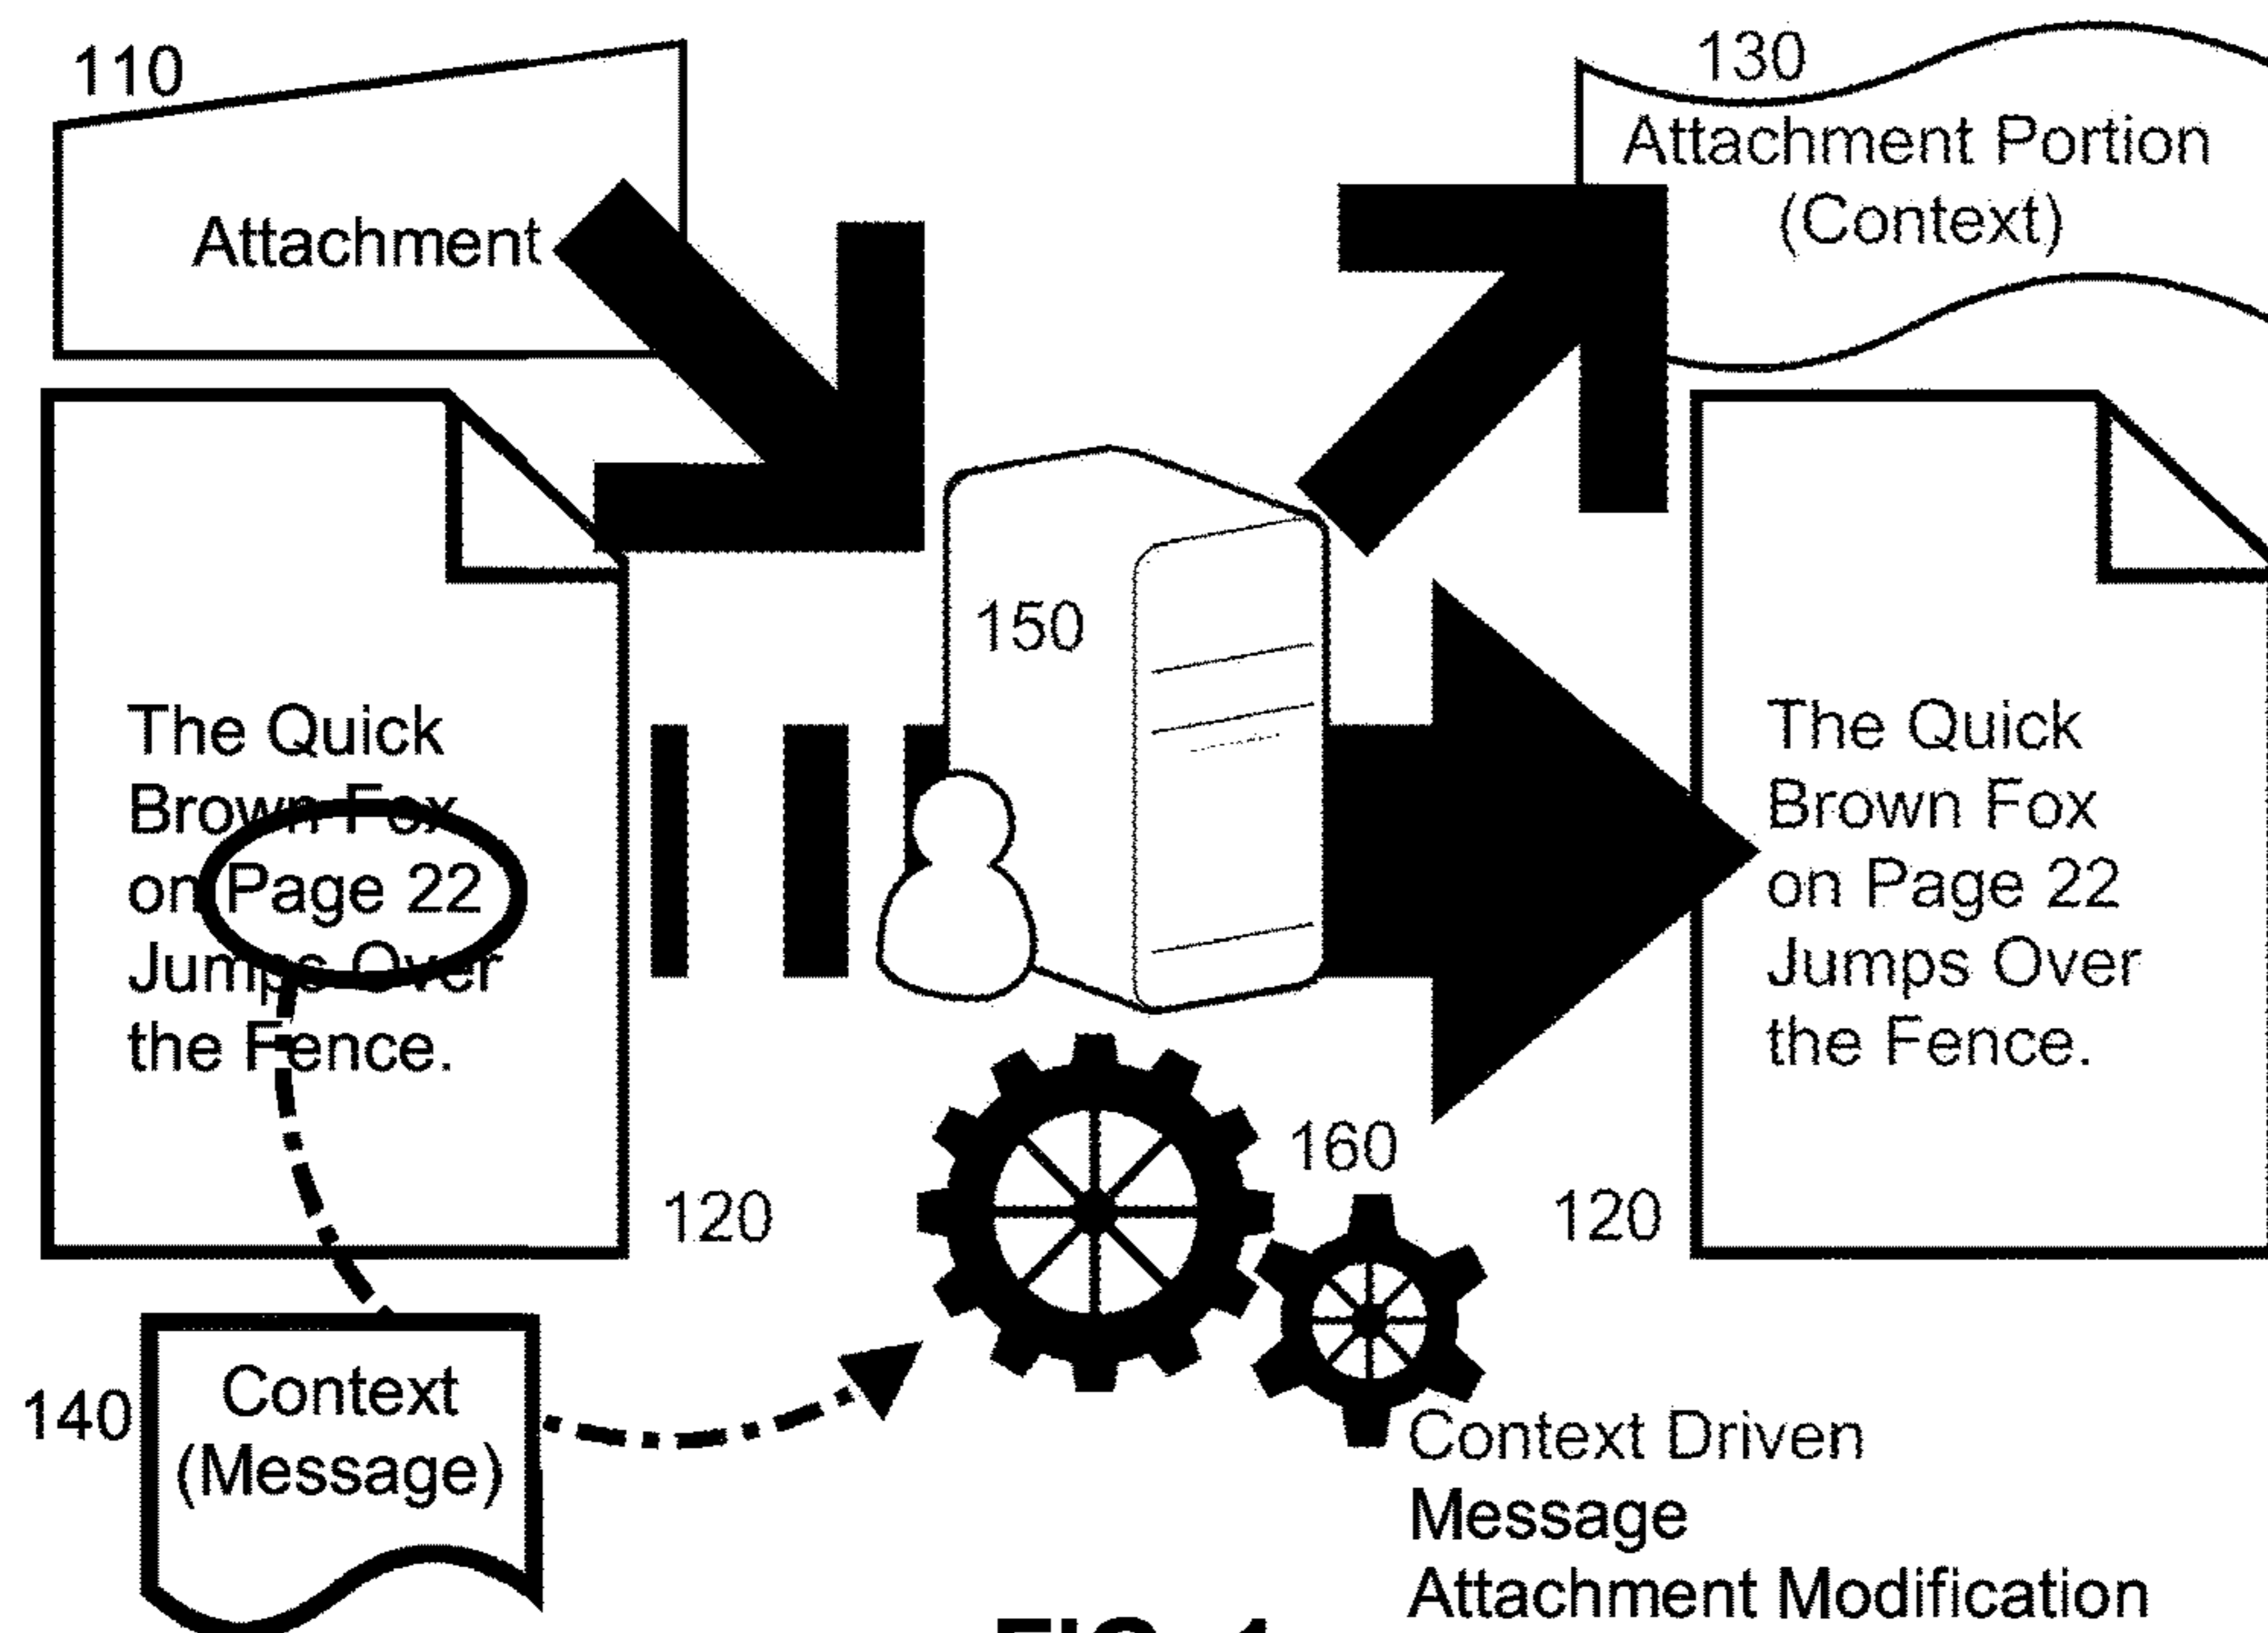 110
Attachment
130
Attachment Portion
(Context)
150
The Quick
Brown Fox
on Page 22
Jumps Over
the Fence.
120
The Quick
Brown Fox
on Page 22
Jumps Over
the Fence.
120
160
140
Context
(Message)
Context Driven
Message
Attachment Modification
FIG. 1